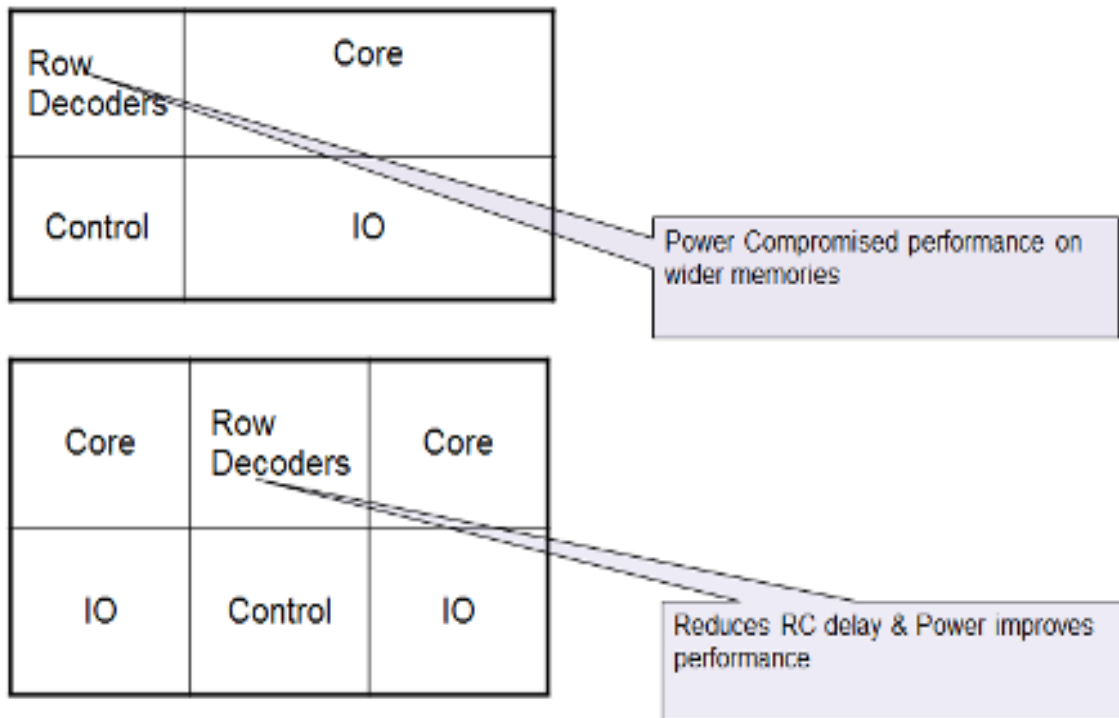 Row
Decoders
Core
Control
IO
Power Compromised performance on
wider memories
Core
Row
Decoders
Core
IO
Control
IO
Reduces RC delay & Power improves
performance